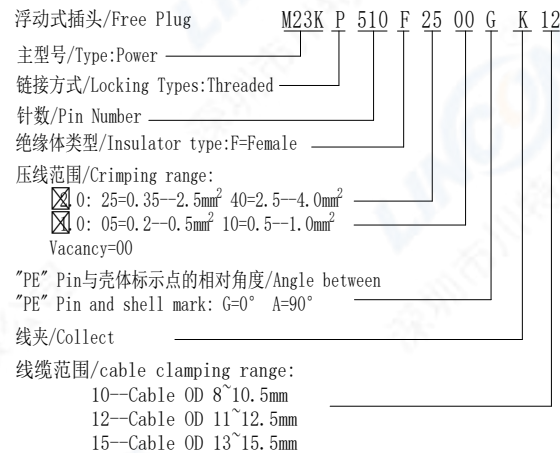 浮动式插头/Free Plug M23K P 510 F 25 00 G K 12
主型号/Type:Power
链接方式/Locking Types:Threaded
针数/Pin Number
绝缘体类型/Insulator type:F=Female
压线范围/Crimping range:
2.0: 25=0.35--2.5mm² 40=2.5--4.0mm²
1.0: 05=0.2--0.5mm² 10=0.5--1.0mm²
Vacancy=00
"PE" Pin与壳体标示点的相对角度/Angle between
"PE" Pin and shell mark: G=0° A=90°
线夹/Collect
线缆范围/cable clamping range:
10--Cable OD 8~10.5mm
12--Cable OD 11~12.5mm
15--Cable OD 13~15.5mm